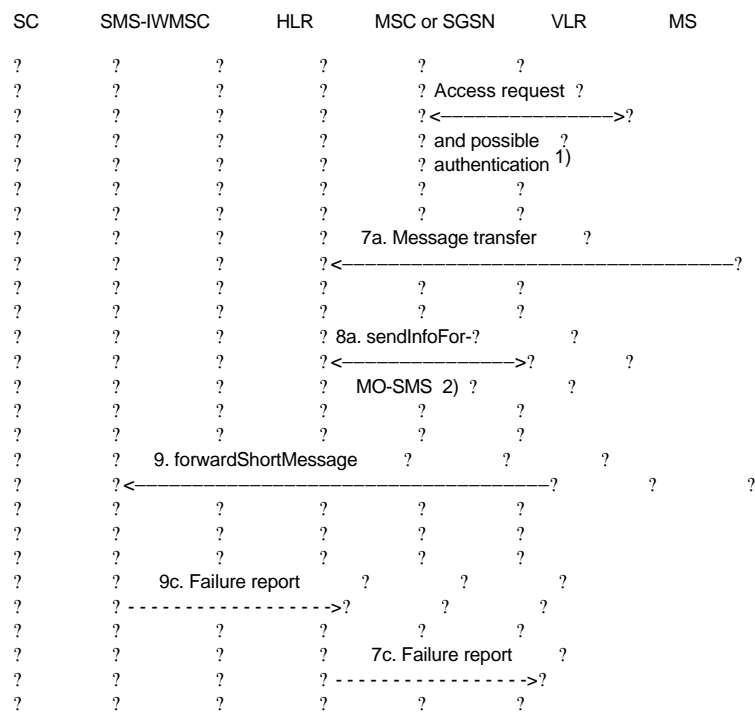 SC SMS-IWMSC HLR MSC or SGSN VLR MS
? ? ? ? ? ?
? ? ? ? ? Access request ?
? ? ? ? ?<——————————————>?
? ? ? ? ? and possible ?
? ? ? ? ? authentication 1)
? ? ? ? ? ?
? ? ? ? ? ?
? ? ? ? 7a. Message transfer ?
? ? ? ?<—————————————————————————————————?
? ? ? ? ? ?
? ? ? ? ? ?
? ? ? ? 8a. sendInfoFor-? ?
? ? ? ?<——————————————>? ?
? ? ? ? MO-SMS 2) ? ?
? ? ? ? ? ?
? ? ? ? ? ?
? ? 9. forwardShortMessage ? ? ?
? ?<————————————————————————————————————? ? ?
? ? ? ? ? ?
? ? ? ? ? ?
? ? ? ? ? ?
? ? 9c. Failure report ? ? ?
? ? - - - - - - - - - - - - - - - - - ->? ? ?
? ? ? ? ? ?
? ? ? ? 7c. Failure report ?
? ? ? ? - - - - - - - - - - - - - - - - ->?
? ? ? ? ? ?